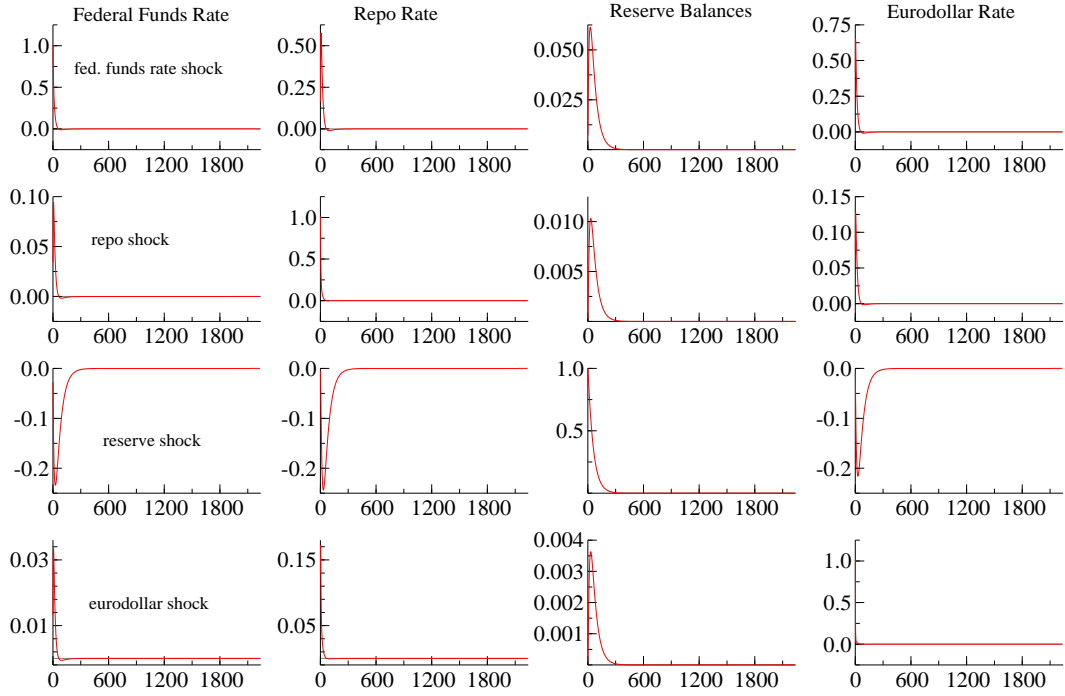 Federal Funds Rate Repo Rate Reserve Balances Eurodollar Rate
1.0 0.50 0.050 0.75
fed. funds rate shock
0.5 0.25 0.025 0.50
0.25
0.0 0.00 0.00
0 600 1200 1800 0 600 1200 1800 0 600 1200 1800 0 600 1200 1800
0.10 1.0 0.010 0.15
repo shock
0.05 0.5 0.005 0.10
0.05
0.00 0.0 0.00
0 600 1200 1800 0 600 1200 1800 0 600 1200 1800 0 600 1200 1800
0.0 0.0 1.0 0.0
-0.1 -0.1 0.5 -0.1
reserve shock
-0.2 -0.2 -0.2
0 600 1200 1800 0 600 1200 1800 0 600 1200 1800 0 600 1200 1800
0.03 0.15 0.004 1.0
0.003
eurodollar shock
0.002 0.5
0.01 0.05 0.001 0.0
0 600 1200 1800 0 600 1200 1800 0 600 1200 1800 0 600 1200 1800